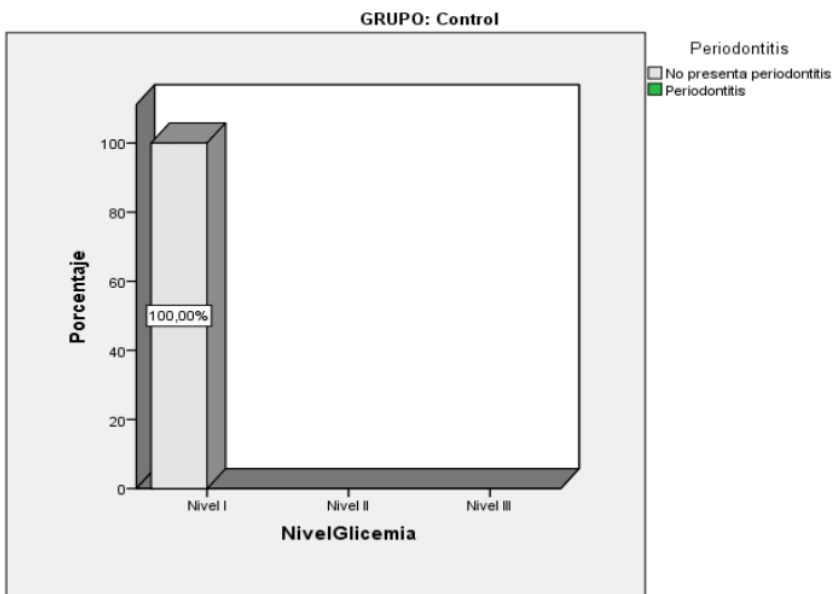 GRUPO: Control
Periodontitis
No presenta periodontitis
Periodontitis
100
80
60
40
20
0
Porcentaje
100,00%
Nivel I
Nivel II
Nivel III
NivelGlicemia